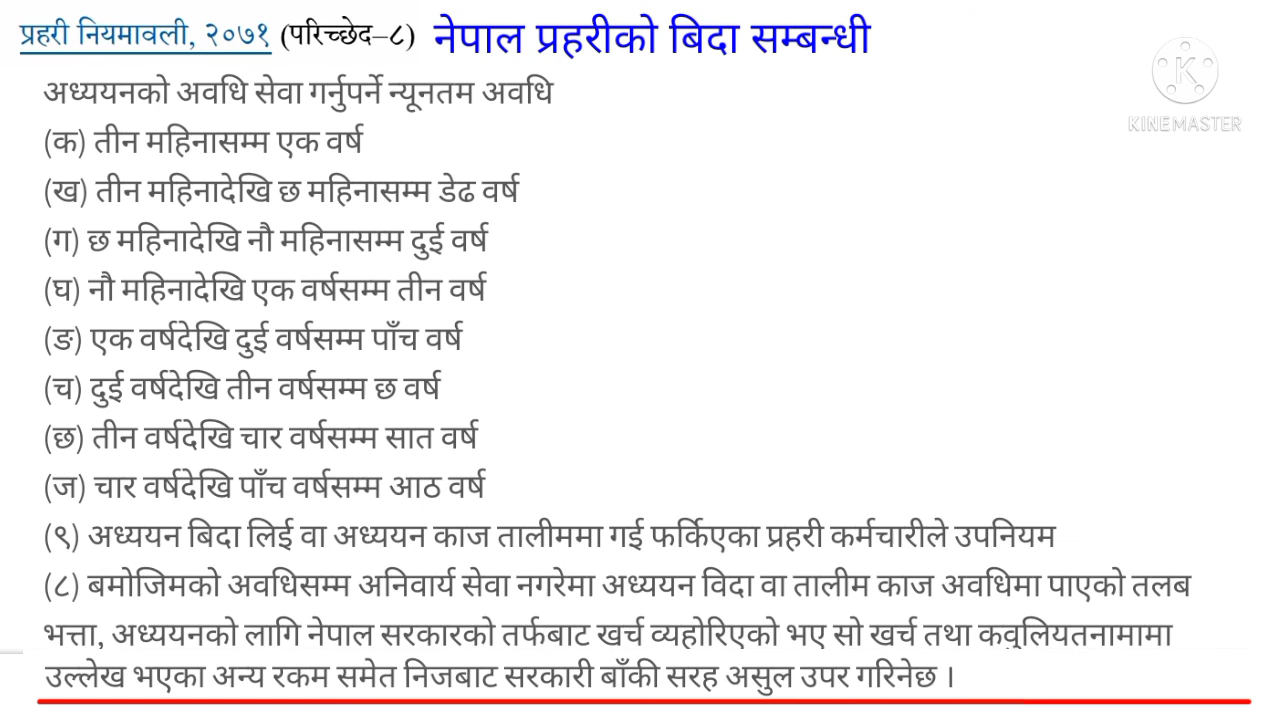 प्रहरी नियमावली, २०७१ (परिच्छेद–८) नेपाल प्रहरीको बिदा सम्बन्धी
KINEMASTER
अध्ययनको अवधि सेवा गर्नुपर्ने न्यूनतम अवधि
(क) तीन महिनासम्म एक वर्ष
(ख) तीन महिनादेखि छ महिनासम्म डेढ वर्ष
(ग) छ महिनादेखि नौ महिनासम्म दुई वर्ष
(घ) नौ महिनादेखि एक वर्षसम्म तीन वर्ष
(ङ) एक वर्षदेखि दुई वर्षसम्म पाँच वर्ष
(च) दुई वर्षदेखि तीन वर्षसम्म छ वर्ष
(छ) तीन वर्षदेखि चार वर्षसम्म सात वर्ष
(ज) चार वर्षदेखि पाँच वर्षसम्म आठ वर्ष
(९) अध्ययन बिदा लिई वा अध्ययन काज तालीममा गई फर्किएका प्रहरी कर्मचारीले उपनियम
(८) बमोजिमको अवधिसम्म अनिवार्य सेवा नगरेमा अध्ययन विदा वा तालीम काज अवधिमा पाएको तलब
भत्ता, अध्ययनको लागि नेपाल सरकारको तर्फबाट खर्च व्यहोरिएको भए सो खर्च तथा कवुलियतनामामा
उल्लेख भएका अन्य रकम समेत निजबाट सरकारी बाँकी सरह असुल उपर गरिनेछ ।